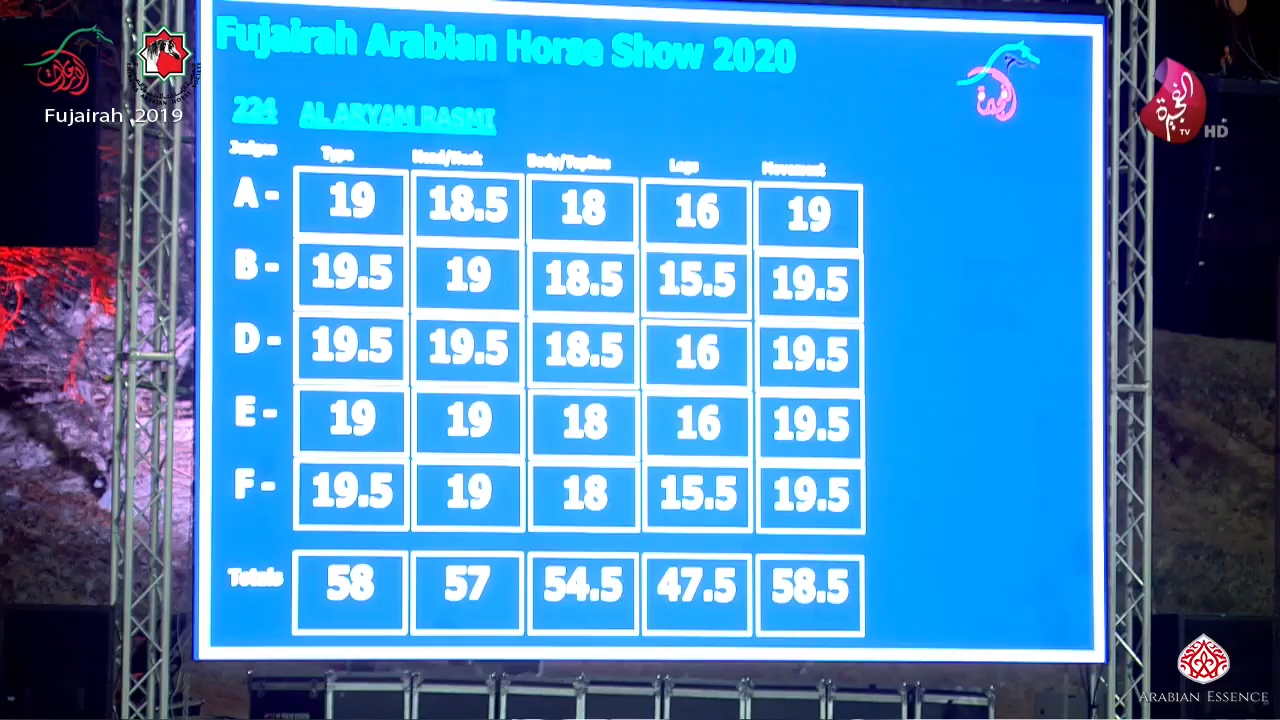 Fujairah Arabian Horse Show 2020
Fujairah 2019
الفجيرة
TV HD
224 AL ARYAM RASMI
Judges Type Head/Neck Body/Topline Legs Movement
A - 19 18.5 18 16 19
B - 19.5 19 18.5 15.5 19.5
D - 19.5 19.5 18.5 16 19.5
E - 19 19 18 16 19.5
F - 19.5 19 18 15.5 19.5
Totals 58 57 54.5 47.5 58.5
ARABIAN ESSENCE